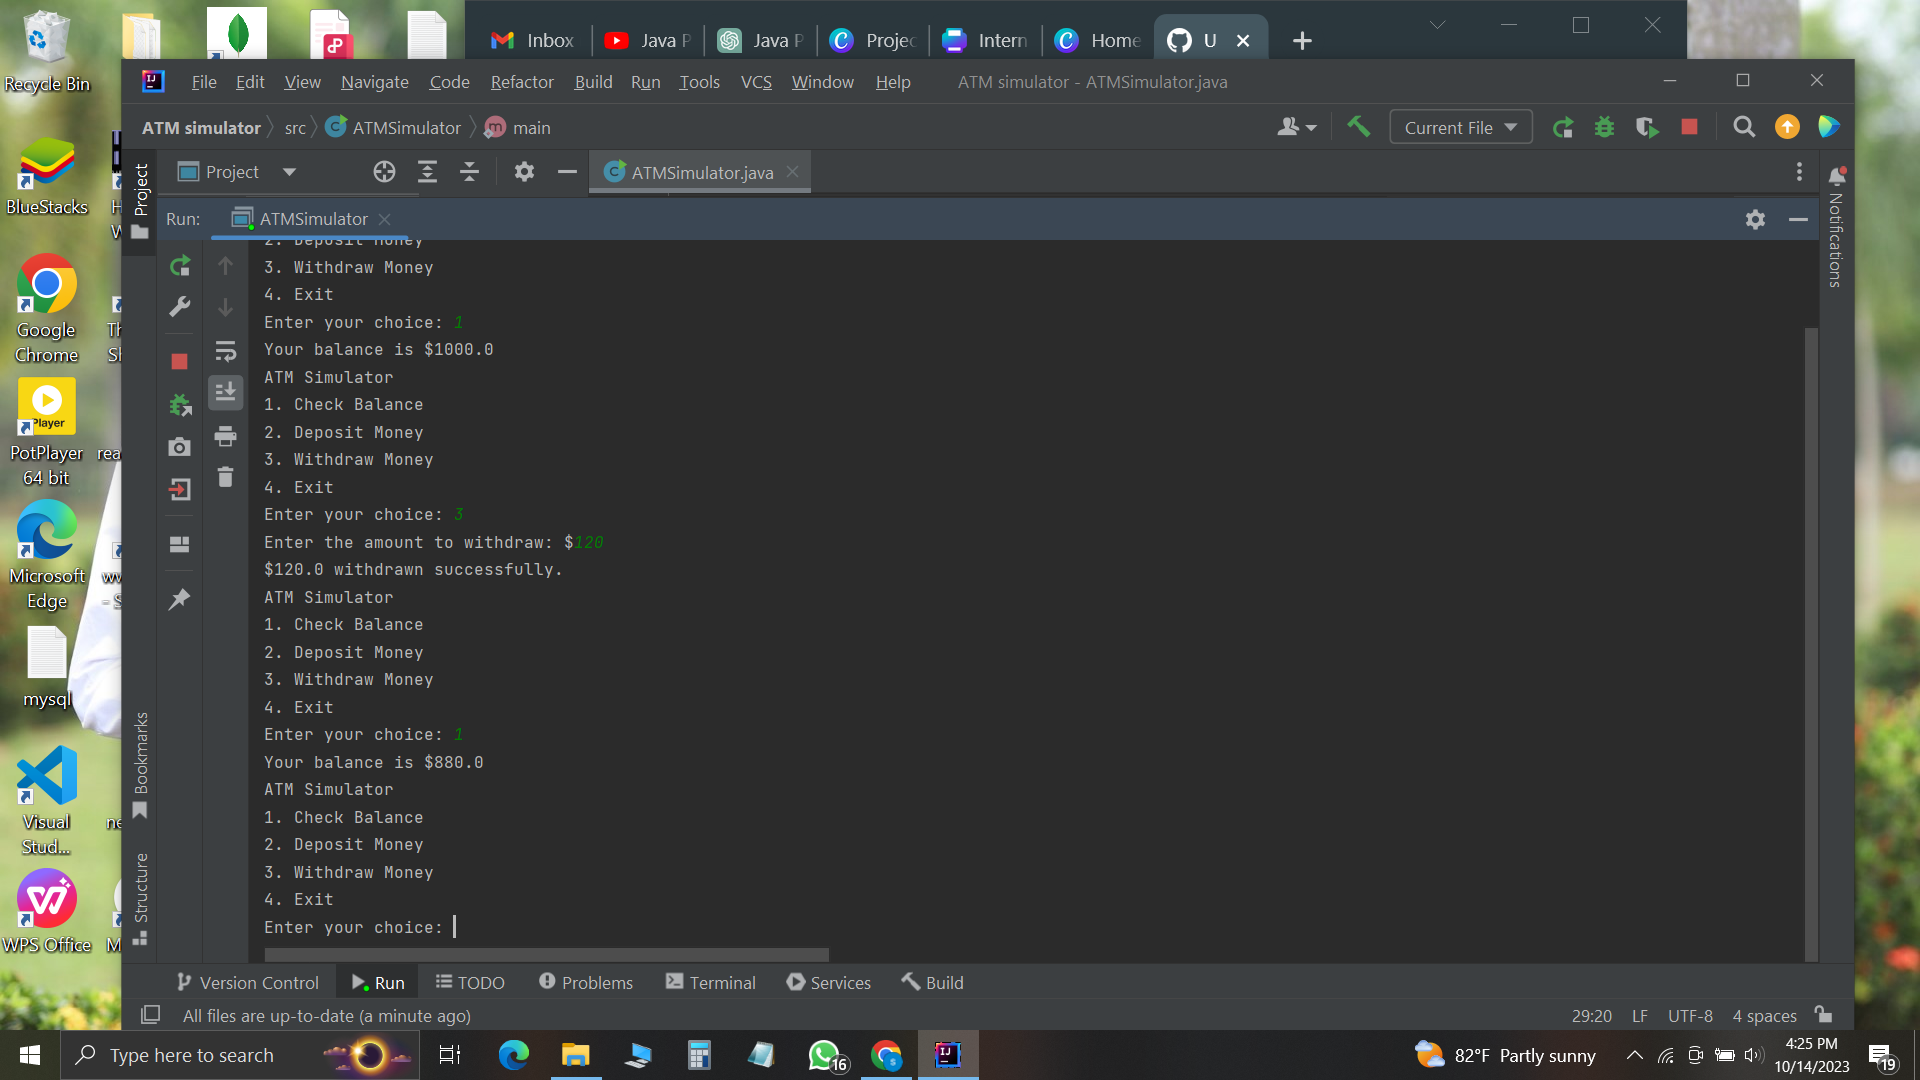 Inbox
Java P
Java P
Projec
Intern
Home
U
Recycle Bin
File Edit View Navigate Code Refactor Build Run Tools VCS Window Help ATM simulator - ATMSimulator.java
ATM simulator src ATMSimulator main
Current File
Project
ATMSimulator.java
Project
Notifications
Run: ATMSimulator
2. Deposit Money
3. Withdraw Money
4. Exit
Enter your choice: 1
Your balance is $1000.0
ATM Simulator
1. Check Balance
2. Deposit Money
3. Withdraw Money
4. Exit
Enter your choice: 3
Enter the amount to withdraw: $120
$120.0 withdrawn successfully.
ATM Simulator
1. Check Balance
2. Deposit Money
3. Withdraw Money
4. Exit
Enter your choice: 1
Your balance is $880.0
ATM Simulator
1. Check Balance
2. Deposit Money
3. Withdraw Money
4. Exit
Enter your choice:
BlueStacks
Google
Chrome
Player
PotPlayer
64 bit
rea
Microsoft
Edge
mysql
Visual
Stud...
WPS Office
Bookmarks
Structure
Version Control Run TODO Problems Terminal Services Build
All files are up-to-date (a minute ago)
29:20 LF UTF-8 4 spaces
Type here to search
16
82°F Partly sunny
4:25 PM
10/14/2023
19